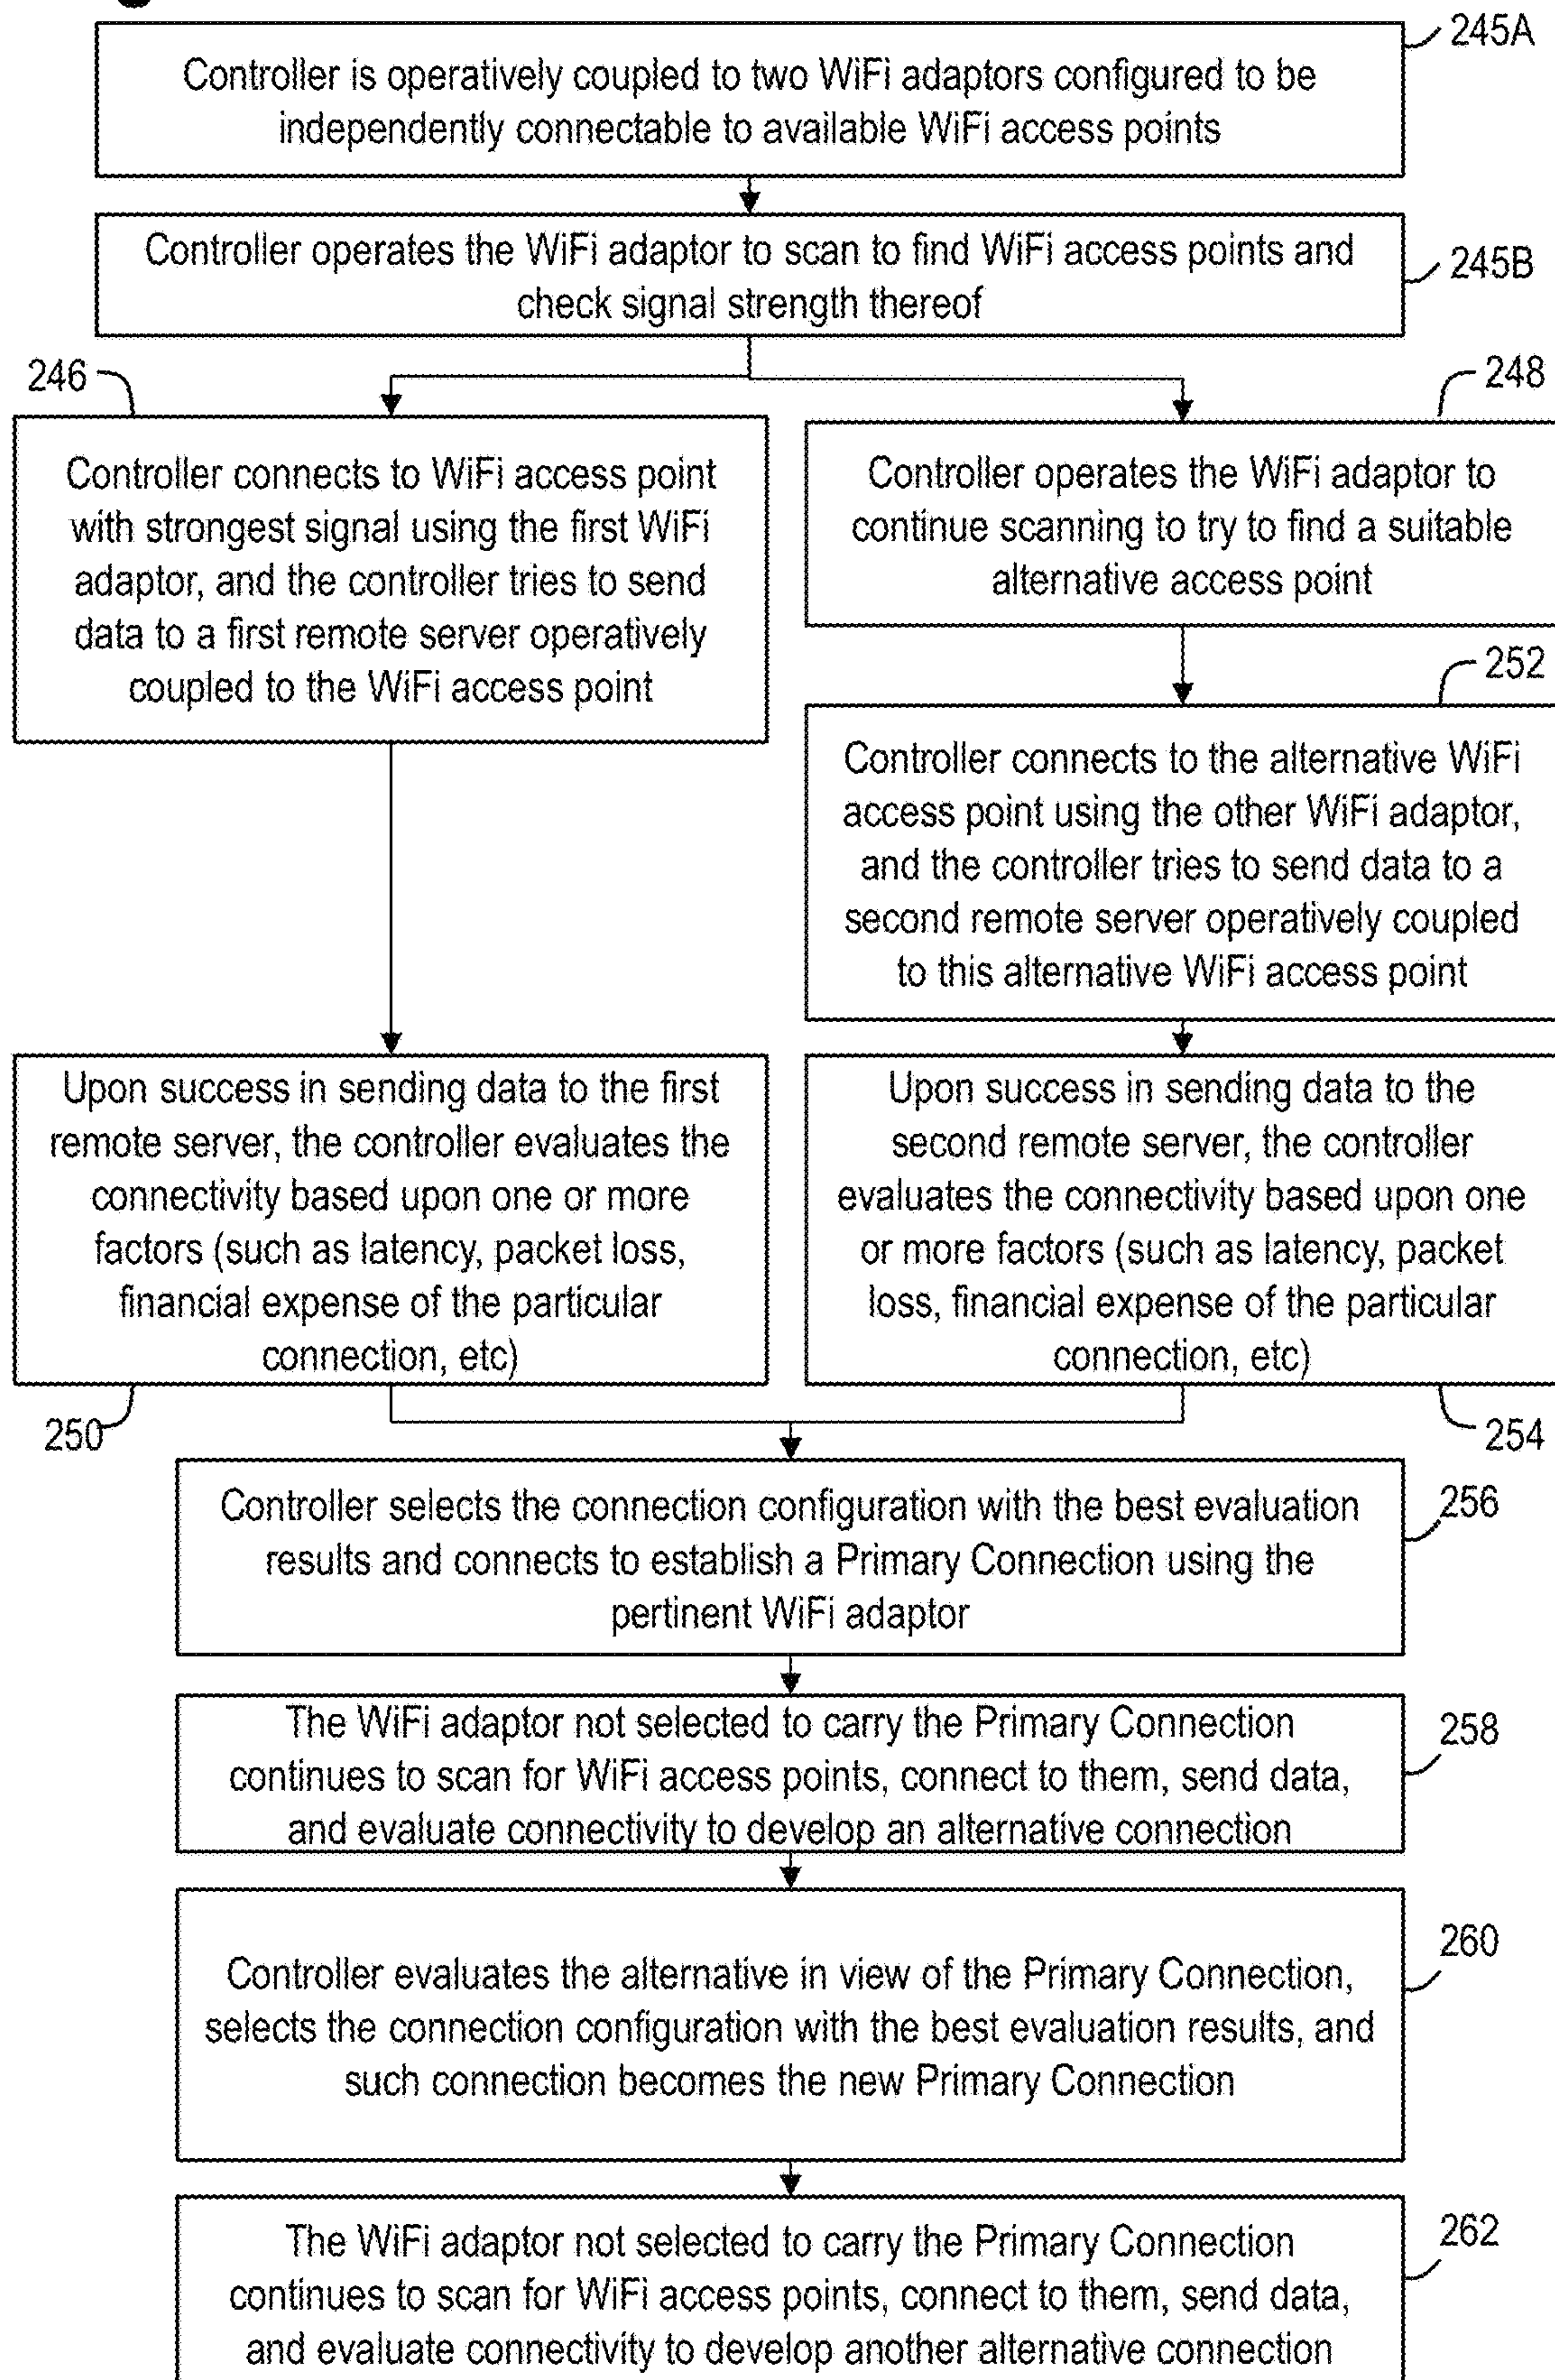 245A
Controller is operatively coupled to two WiFi adaptors configured to be
independently connectable to available WiFi access points
Controller operates the WiFi adaptor to scan to find WiFi access points and
check signal strength thereof
245B
246
Controller connects to WiFi access point
with strongest signal using the first WiFi
adaptor, and the controller tries to send
data to a first remote server operatively
coupled to the WiFi access point
248
Controller operates the WiFi adaptor to
continue scanning to try to find a suitable
alternative access point
252
Controller connects to the alternative WiFi
access point using the other WiFi adaptor,
and the controller tries to send data to a
second remote server operatively coupled
to this alternative WiFi access point
Upon success in sending data to the first
remote server, the controller evaluates the
connectivity based upon one or more
factors (such as latency, packet loss,
financial expense of the particular
connection, etc)
250
Upon success in sending data to the
second remote server, the controller
evaluates the connectivity based upon one
or more factors (such as latency, packet
loss, financial expense of the particular
connection, etc)
254
Controller selects the connection configuration with the best evaluation
results and connects to establish a Primary Connection using the
pertinent WiFi adaptor
256
The WiFi adaptor not selected to carry the Primary Connection
continues to scan for WiFi access points, connect to them, send data,
and evaluate connectivity to develop an alternative connection
258
Controller evaluates the alternative in view of the Primary Connection,
selects the connection configuration with the best evaluation results, and
such connection becomes the new Primary Connection
260
The WiFi adaptor not selected to carry the Primary Connection
continues to scan for WiFi access points, connect to them, send data,
and evaluate connectivity to develop another alternative connection
262